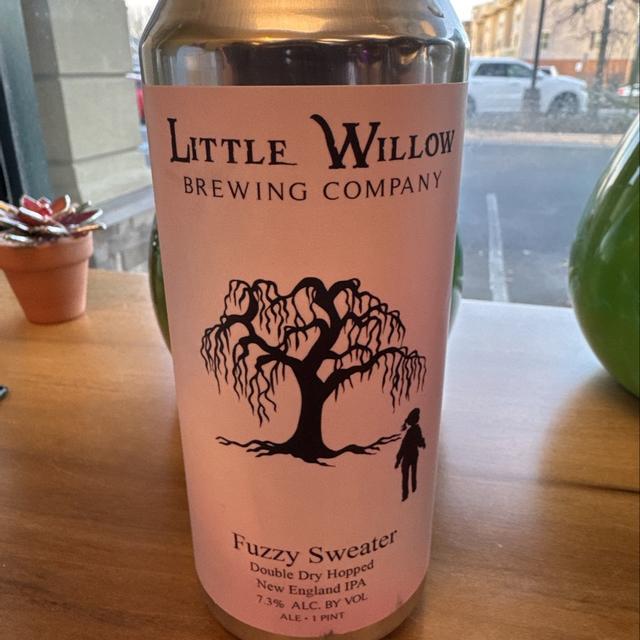 LITTLE WILLOW
BREWING COMPANY
Fuzzy Sweater
Double Dry Hopped
New England IPA
7.3% ALC. BY VOL
ALE • 1 PINT